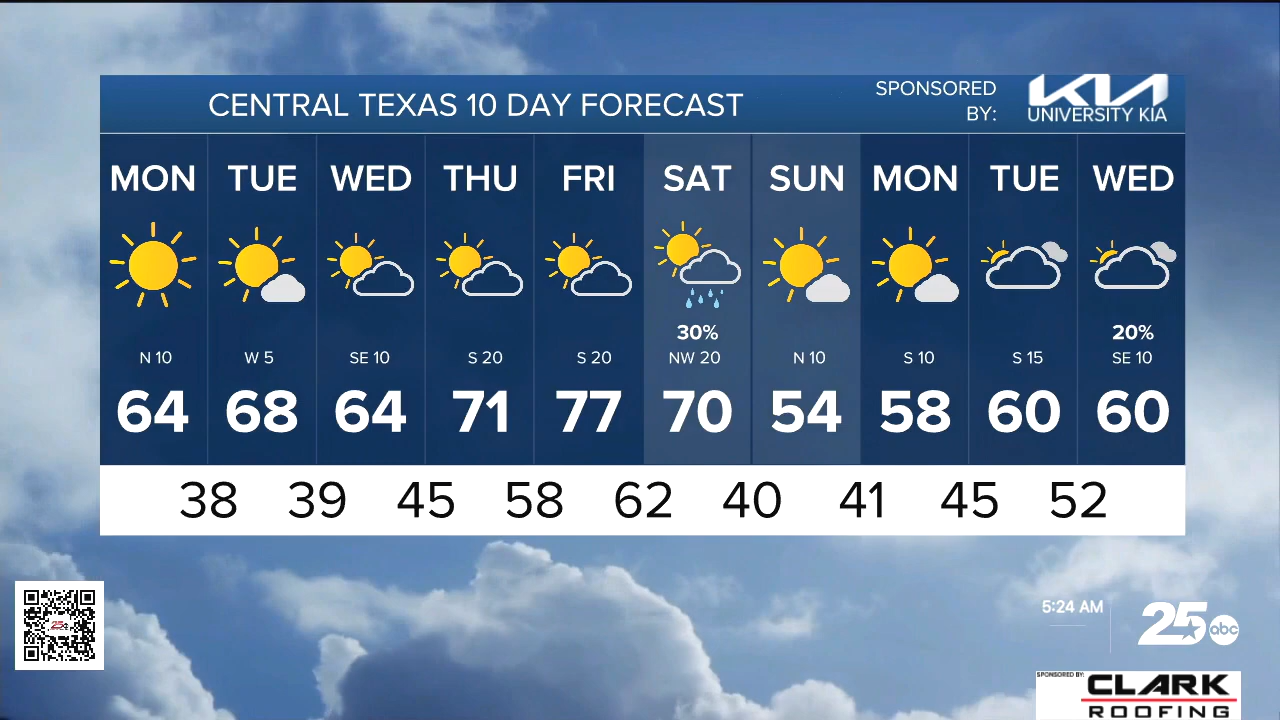 CENTRAL TEXAS 10 DAY FORECAST
SPONSORED BY:
KIA
UNIVERSITY KIA
MON TUE WED THU FRI SAT SUN MON TUE WED
30% 20%
N 10 W 5 SE 10 S 20 S 20 NW 20 N 10 S 10 S 15 SE 10
64 68 64 71 77 70 54 58 60 60
38 39 45 58 62 40 41 45 52
25
5:24 AM
25 abc
SPONSORED BY:
CLARK
ROOFING